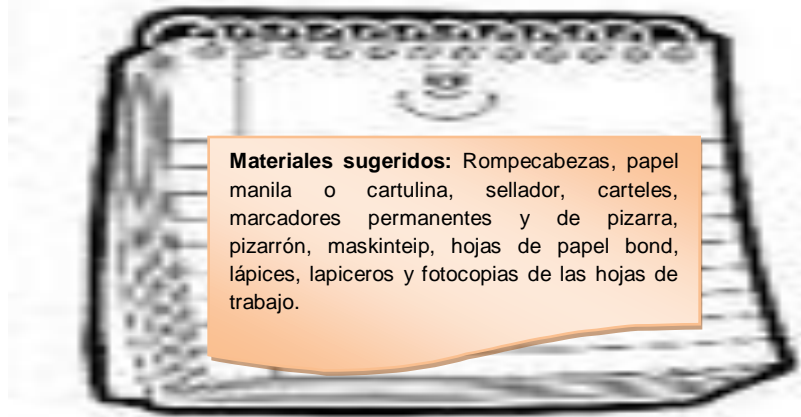 Materiales sugeridos: Rompecabezas, papel
manila o cartulina, sellador, carteles,
marcadores permanentes y de pizarra,
pizarrón, maskinteip, hojas de papel bond,
lápices, lapiceros y fotocopias de las hojas de
trabajo.